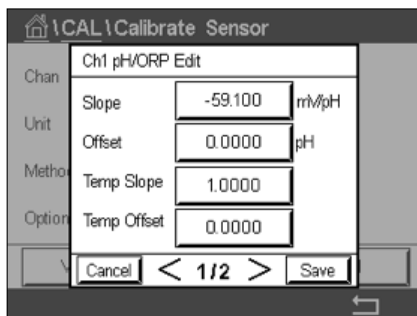 \CAL\Calibrate Sensor
Ch1 pH/ORP Edit
Chan
Slope -59.100 mV/pH
Unit
Offset 0.0000 pH
Temp Slope 1.0000
Option
Temp Offset 0.0000
Cancel < 1/2 > Save